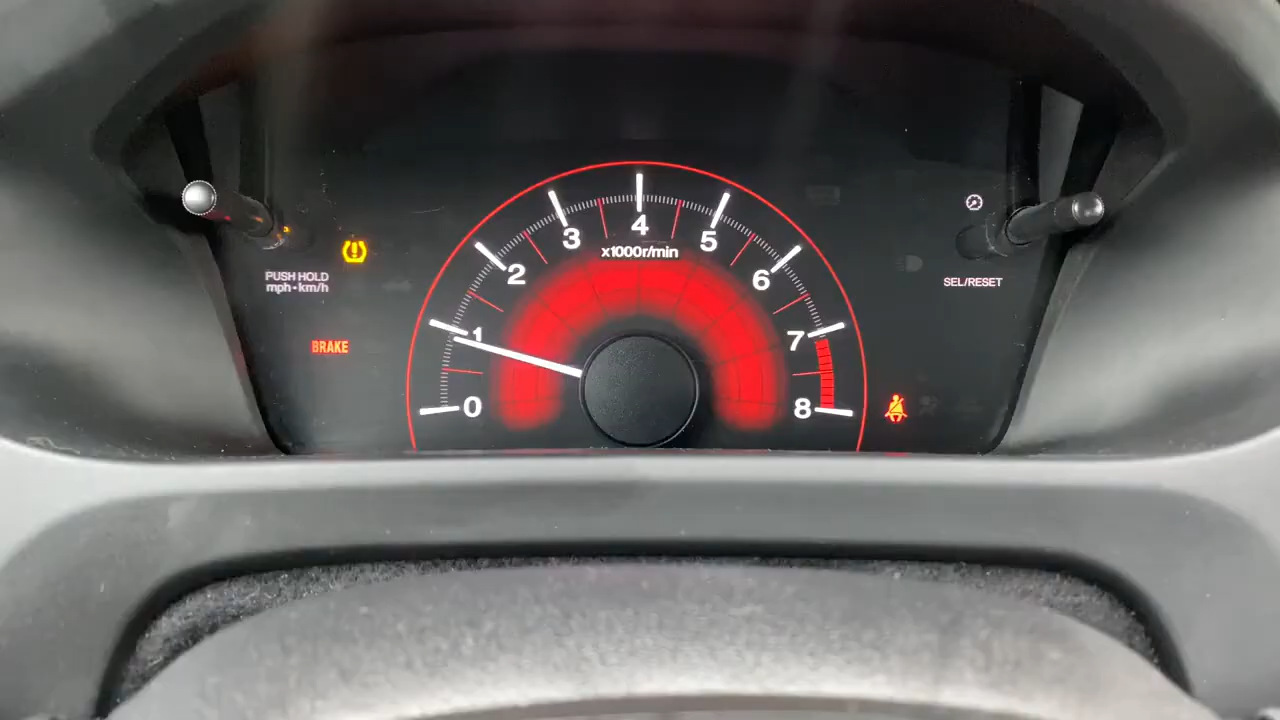 4
3
5
x1000r/min
2
6
PUSH HOLD
mph•km/h
SEL/RESET
1
7
BRAKE
0
8